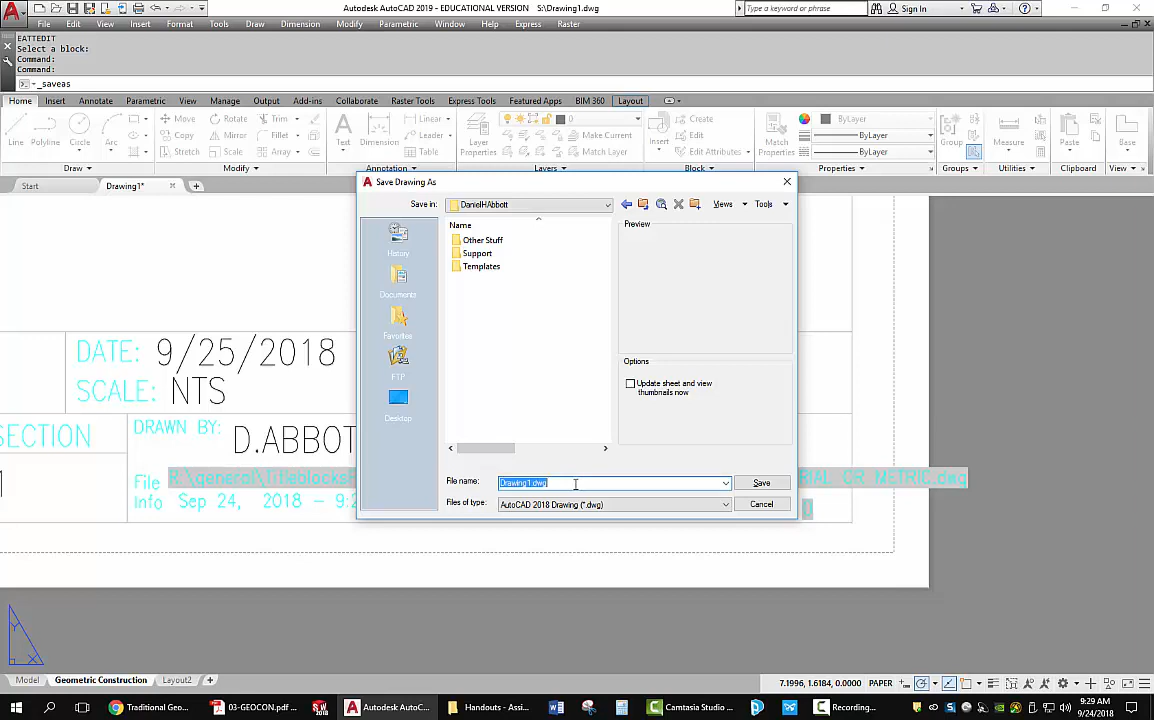 Autodesk AutoCAD 2019 - EDUCATIONAL VERSION S:\Drawing1.dwg
Type a keyword or phrase
Sign In
File Edit View Insert Format Tools Draw Dimension Modify Parametric Window Help Express Raster
EATTEDIT
Select a block:
Command:
Command:
_saveas
Home Insert Annotate Parametric View Manage Output Add-ins Collaborate Raster Tools Express Tools Featured Apps BIM 360 Layout
Line Polyline Circle Arc
Move Rotate Trim
Copy Mirror Fillet
Stretch Scale Array
Text Dimension
Linear
Leader
Table
Layer Properties
0
Make Current
Match Layer
Insert
Create
Edit
Edit Attributes
Match Properties
ByLayer
ByLayer
ByLayer
Group
Measure
Paste
Base
Draw Modify Annotation Layers Block Properties Groups Utilities Clipboard View
Start Drawing1*
Save Drawing As
Save in: DanielHAbbott Views Tools
Name
Other Stuff
Support
Templates
Preview
History
Documents
Favorites
FTP
Desktop
Options
Update sheet and view thumbnails now
File name: Drawing1.dwg Save
Files of type: AutoCAD 2018 Drawing (*.dwg) Cancel
DATE: 9/25/2018
SCALE: NTS
SECTION
DRAWN BY: D.ABBOT
1
File
Info Sep 24, 2018 - 9:2
CR METRIC.dwg
Y
X
Model Geometric Construction Layout2
7.1996, 1.6184, 0.0000 PAPER
Traditional Geo... 03-GEOCON.pdf ... Autodesk AutoC... Handouts - Assi... Camtasia Studio ... Recording...
9:29 AM
9/24/2018